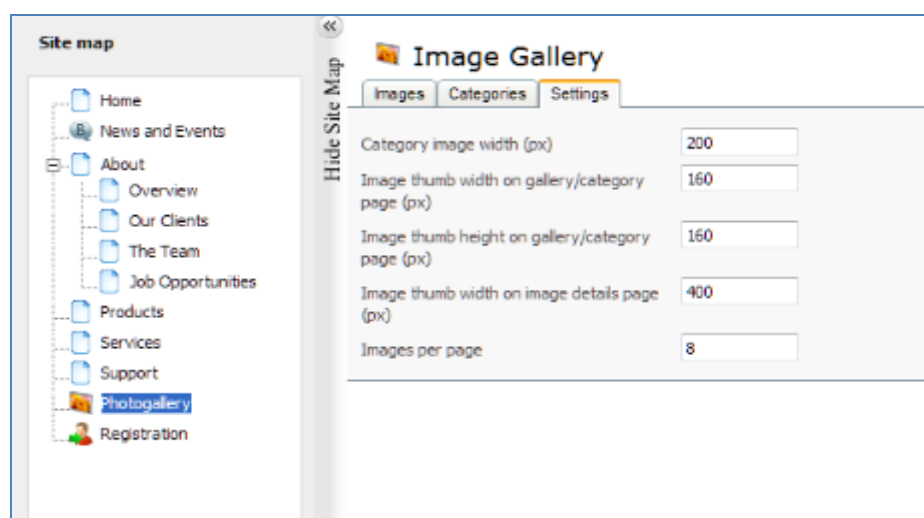 Site map
Home
News and Events
About
Overview
Our Clients
The Team
Job Opportunities
Products
Services
Support
Photogallery
Registration
«
Hide Site Map
Image Gallery
Images Categories Settings
Category image width (px) 200
Image thumb width on gallery/category 160
page (px)
Image thumb height on gallery/category 160
page (px)
Image thumb width on image details page 400
(px)
Images per page 8